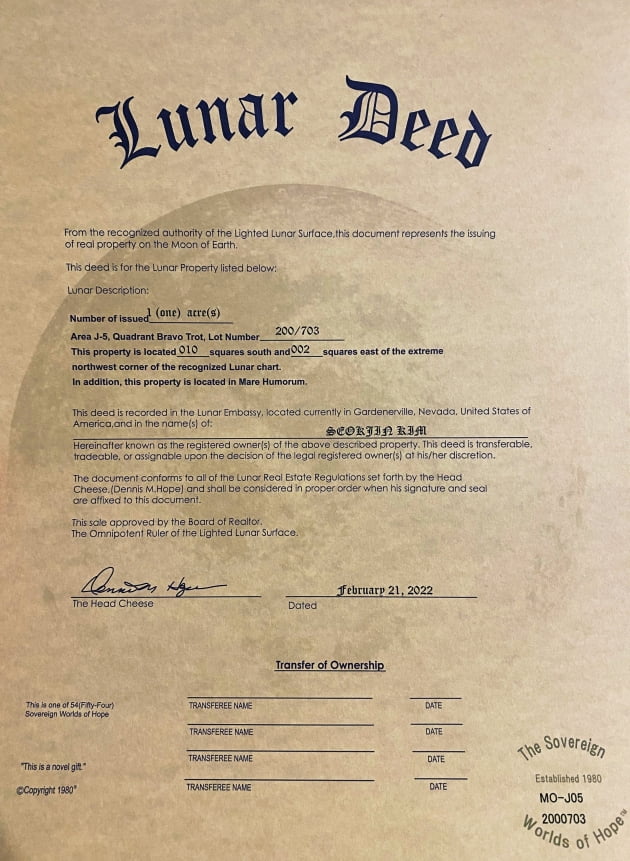 Lunar Deed
From the recognized authority of the Lighted Lunar Surface,this document represents the issuing
of real property on the Moon of Earth.
This deed is for the Lunar Property listed below:
Lunar Description:
Number of issued 1 (one) acre(s)
Area J-5, Quadrant Bravo Trot, Lot Number 200/703
This property is located 010 squares south and 002 squares east of the extreme
northwest corner of the recognized Lunar chart.
In addition, this property is located in Mare Humorum.
This deed is recorded in the Lunar Embassy, located currently in Gardenerville, Nevada, United States of
America,and in the name(s) of: SEOKJIN KIM
Hereinafter known as the registered owner(s) of the above described property. This deed is transferable,
tradeable, or assignable upon the decision of the legal registered owner(s) at his/her discretion.
The document conforms to all of the Lunar Real Estate Regulations set forth by the Head
Cheese,(Dennis M.Hope) and shall be considered in proper order when his signature and seal
are affixed to this document.
This sale approved by the Board of Realtor.
The Omnipotent Ruler of the Lighted Lunar Surface.
February 21, 2022
The Head Cheese Dated
Transfer of Ownership
This is one of 54(Fifty-Four)
Sovereign Worlds of Hope
TRANSFEREE NAME DATE
TRANSFEREE NAME DATE
TRANSFEREE NAME DATE
TRANSFEREE NAME DATE
"This is a novel gift."
©Copyright 1980"
The Sovereign
Established 1980
MO-J05
2000703
Worlds of Hope™